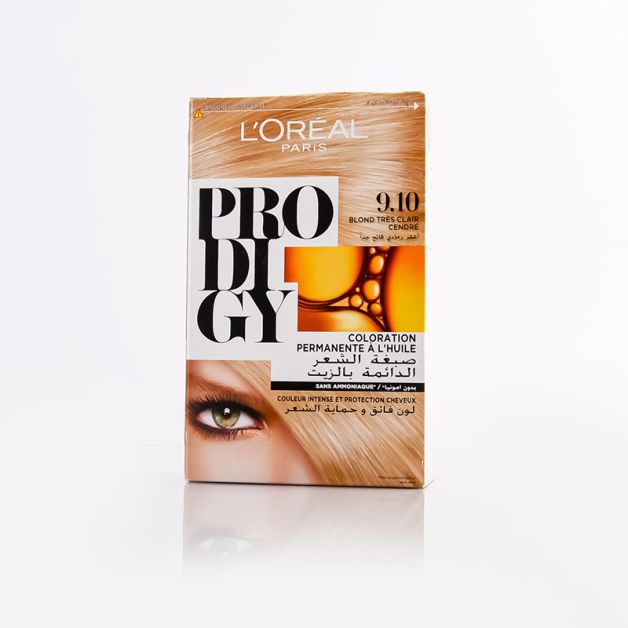 L'ORÉAL
PARIS
PRO
DI
GY
9.10
BLOND TRÈS CLAIR
CENDRÉ
أشقر رمادي فاتح جداً
COLORATION
PERMANENTE À L'HUILE
صبغة الشعر
الدائمة بالزيت
SANS AMMONIAQUE* / *بدون امونيا
COULEUR INTENSE ET PROTECTION CHEVEUX
لون فائق و حماية الشعر